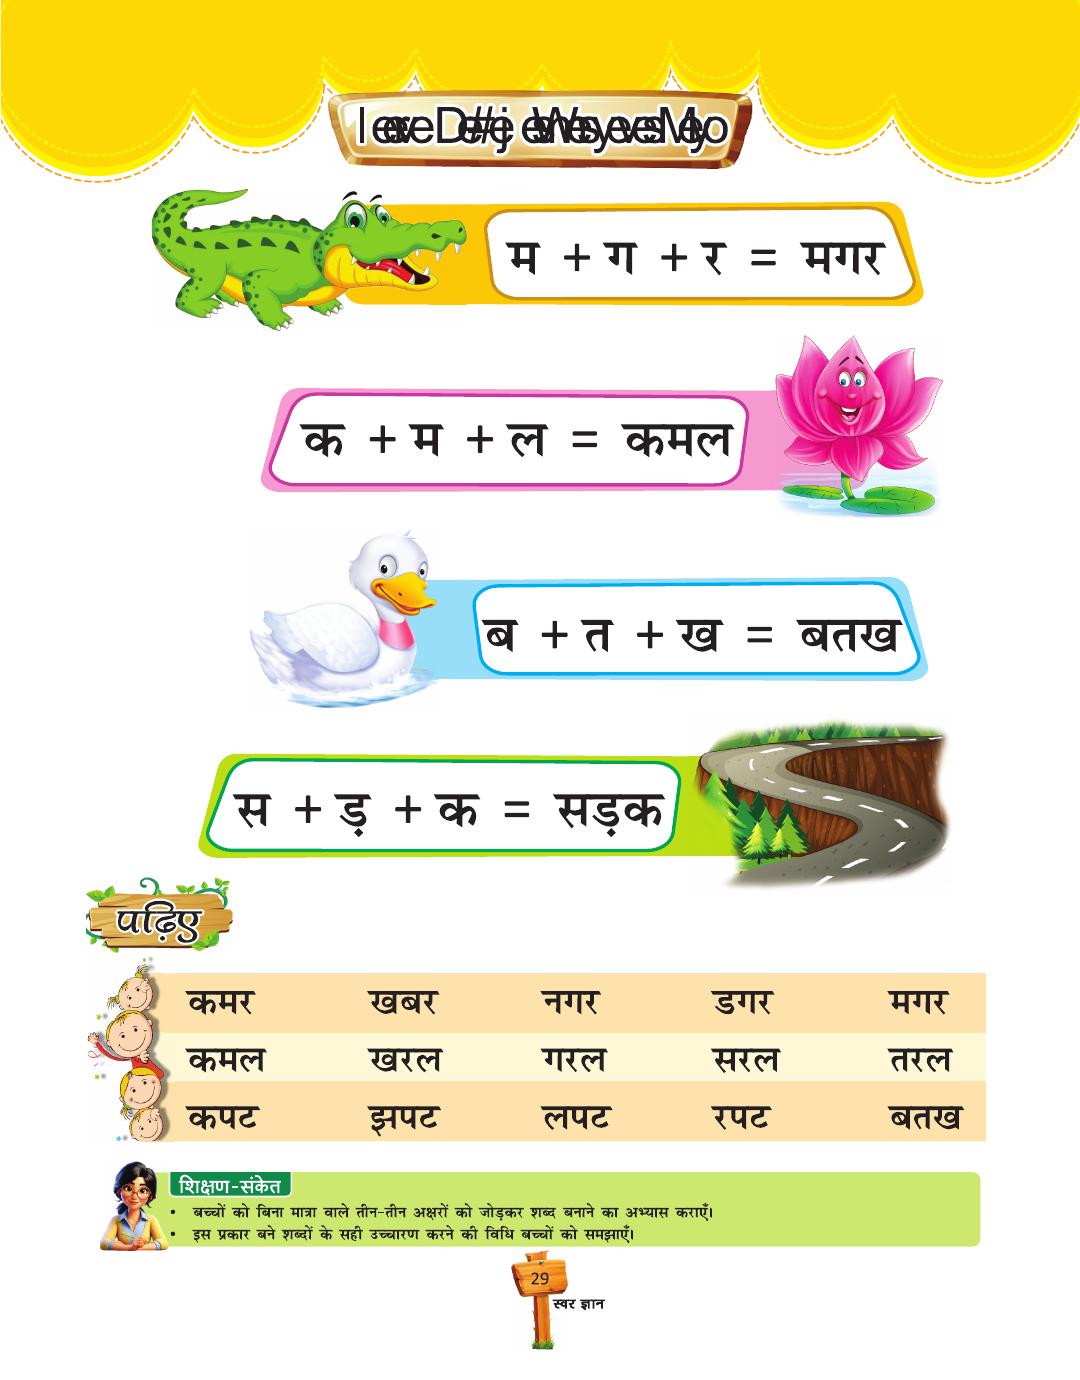 म + ग + र = मगर
क + म + ल = कमल
ब + त + ख = बतख
स + ड़ + क = सड़क
पढ़िए
कमर खबर नगर डगर मगर
कमल खरल गरल सरल तरल
कपट झपट लपट रपट बतख
शिक्षण-संकेत
• बच्चों को बिना मात्रा वाले तीन-तीन अक्षरों को जोड़कर शब्द बनाने का अभ्यास कराएँ।
• इस प्रकार बने शब्दों के सही उच्चारण करने की विधि बच्चों को समझाएँ।
29
स्वर ज्ञान